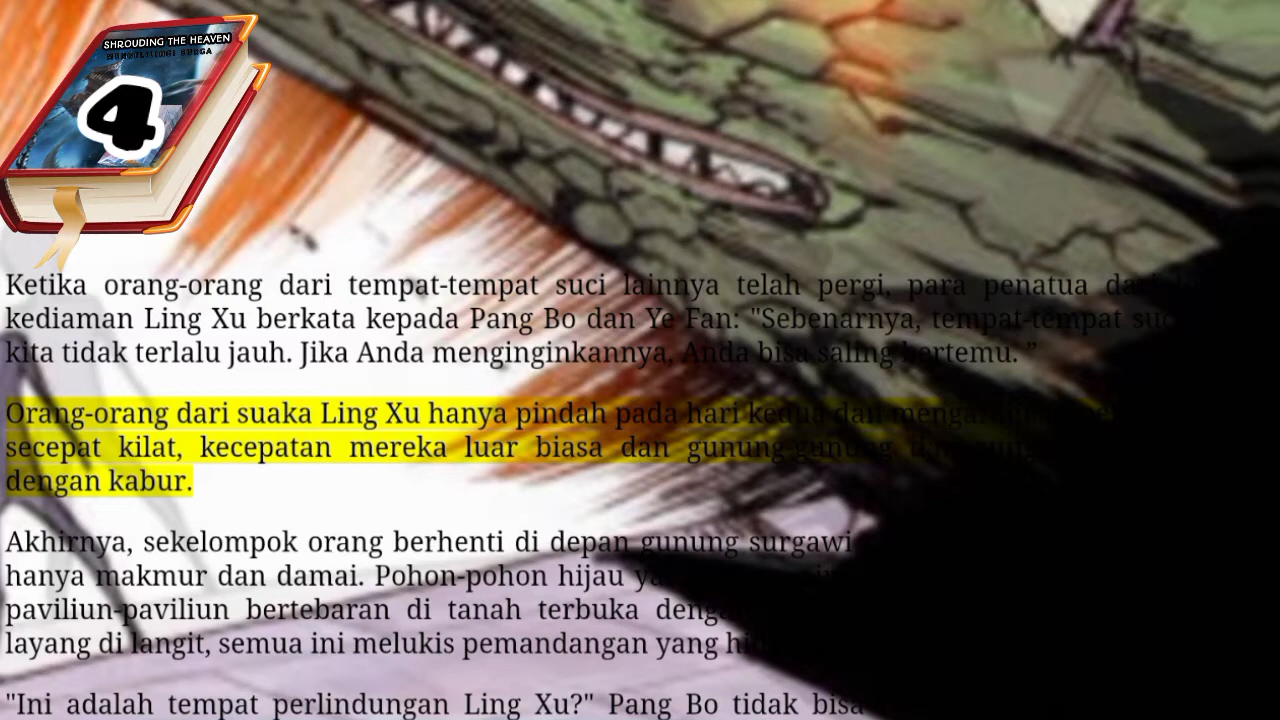 SHROUDING THE HEAVEN
4
Ketika orang-orang dari tempat-tempat suci lainnya telah pergi, para penatua dari
kediaman Ling Xu berkata kepada Pang Bo dan Ye Fan: "Sebenarnya, tempat-tempat suci
kita tidak terlalu jauh. Jika Anda menginginkannya, Anda bisa saling bertemu. ”
Orang-orang dari suaka Ling Xu hanya pindah pada hari kedua dan
secepat kilat, kecepatan mereka luar biasa dan gunung-gunung
dengan kabur.
Akhirnya, sekelompok orang berhenti di depan gunung surgawi
hanya makmur dan damai. Pohon-pohon hijau
paviliun-paviliun bertebaran di tanah terbuka
layang di langit, semua ini melukis pemandangan yang
"Ini adalah tempat perlindungan Ling Xu?" Pang Bo tidak bisa